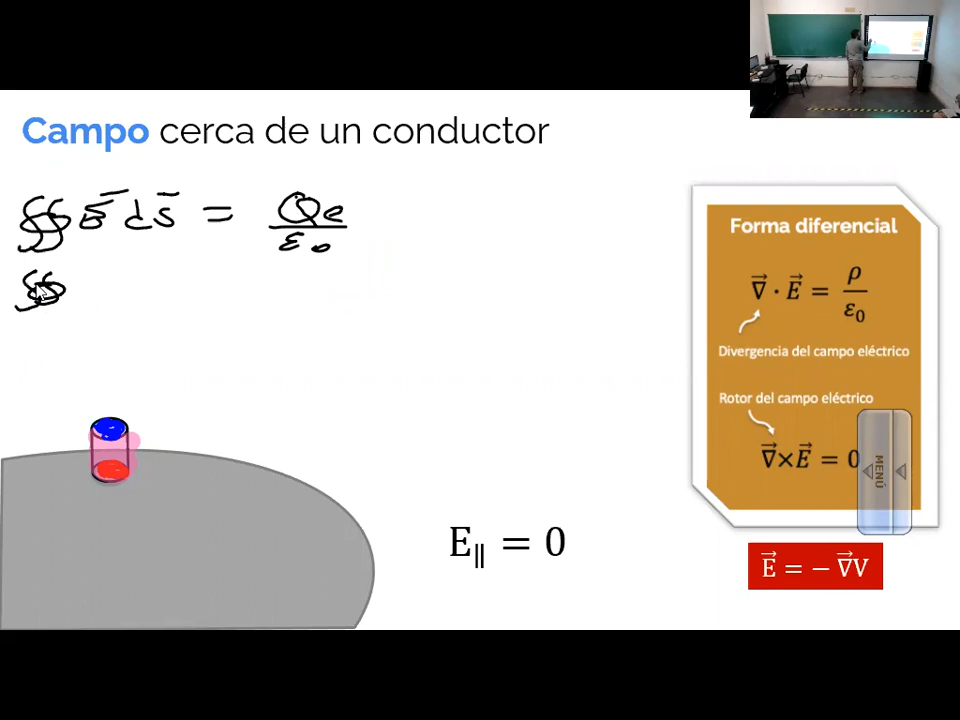 Campo cerca de un conductor
∯ E̅ d s̅ = Qe / ε₀
∯
Forma diferencial
∇⃗ · E⃗ = ρ / ε₀
Divergencia del campo eléctrico
Rotor del campo eléctrico
∇⃗×E⃗ = 0
MENÚ
E∥ = 0
E⃗ = − ∇⃗V